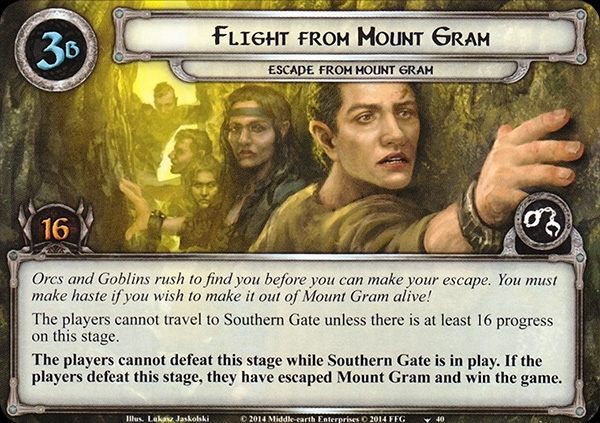 3B
FLIGHT FROM MOUNT GRAM
ESCAPE FROM MOUNT GRAM
16
Orcs and Goblins rush to find you before you can make your escape. You must
make haste if you wish to make it out of Mount Gram alive!
The players cannot travel to Southern Gate unless there is at least 16 progress
on this stage.
The players cannot defeat this stage while Southern Gate is in play. If the
players defeat this stage, they have escaped Mount Gram and win the game.
Illus. Lukasz Jaskolski © 2014 Middle-earth Enterprises © 2014 FFG 40